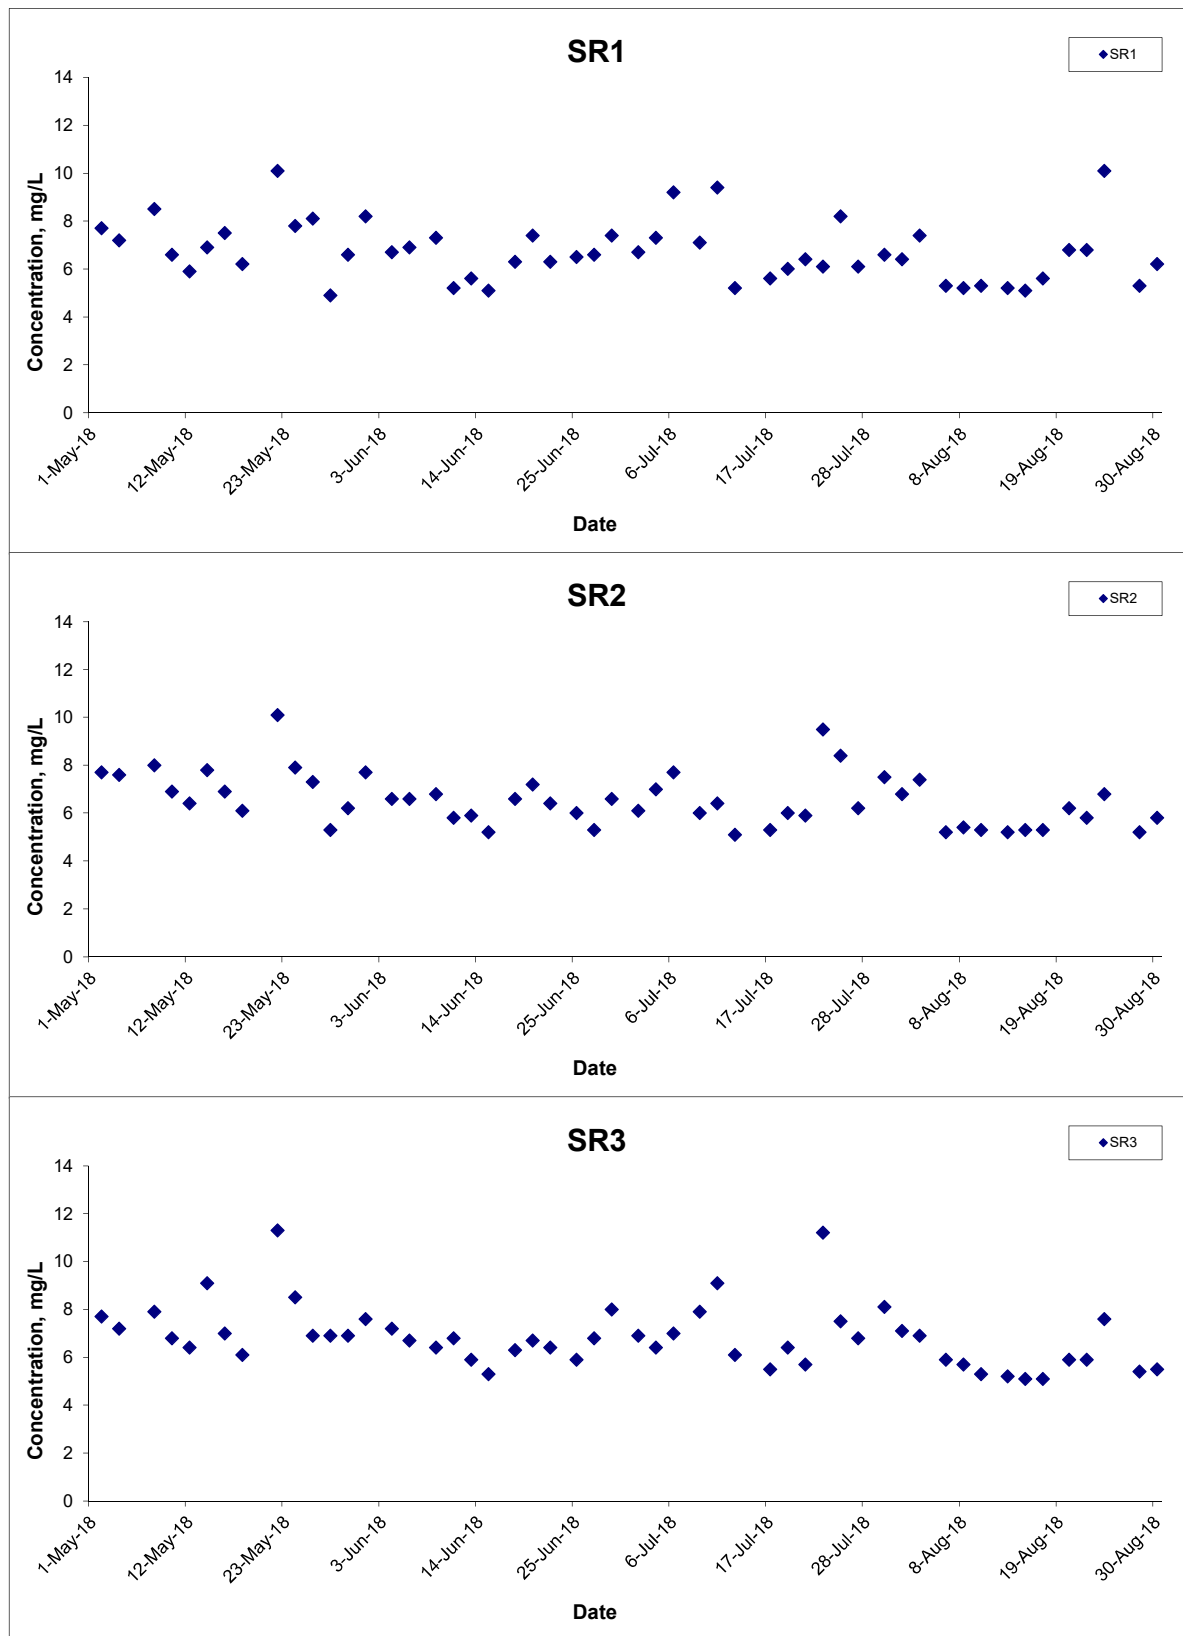 SR1
SR1
14
12
10
8
6
4
2
0
Concentration, mg/L
1-May-18
12-May-18
23-May-18
3-Jun-18
14-Jun-18
25-Jun-18
6-Jul-18
17-Jul-18
28-Jul-18
8-Aug-18
19-Aug-18
30-Aug-18
Date
SR2
SR2
14
12
10
8
6
4
2
0
Concentration, mg/L
1-May-18
12-May-18
23-May-18
3-Jun-18
14-Jun-18
25-Jun-18
6-Jul-18
17-Jul-18
28-Jul-18
8-Aug-18
19-Aug-18
30-Aug-18
Date
SR3
SR3
14
12
10
8
6
4
2
0
Concentration, mg/L
1-May-18
12-May-18
23-May-18
3-Jun-18
14-Jun-18
25-Jun-18
6-Jul-18
17-Jul-18
28-Jul-18
8-Aug-18
19-Aug-18
30-Aug-18
Date